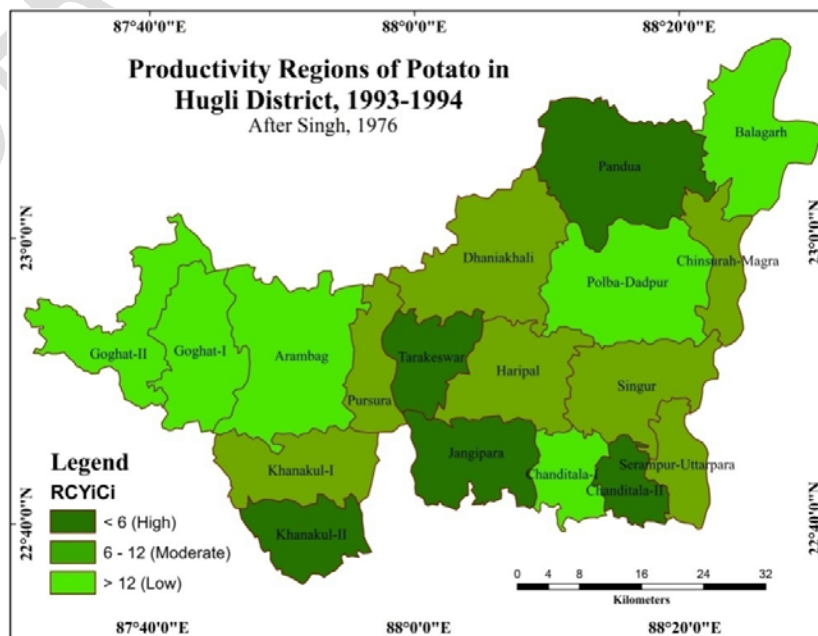 87°40'0"E 88°0'0"E 88°20'0"E
Productivity Regions of Potato in
Hugli District, 1993-1994
After Singh, 1976
Balagarh
Pandua
23°0'0"N 23°0'0"N
Dhaniakhali
Chinsurah-Magra
Polba-Dadpur
Goghat-II
Goghat-I
Arambag
Tarakeswar
Haripal
Singur
Pursura
Khanakul-I
Jangipara
Chanditala-I
Serampur-Uttarpara
Chanditala-II
Khanakul-II
22°40'0"N 22°40'0"N
Legend
RCYiCi
< 6 (High)
6 - 12 (Moderate)
> 12 (Low)
0 4 8 16 24 32
Kilometers
87°40'0"E 88°0'0"E 88°20'0"E